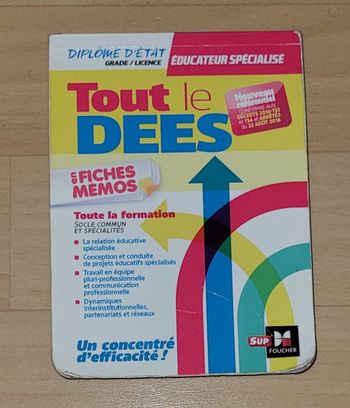 DIPLÔME D'ÉTAT
GRADE / LICENCE
ÉDUCATEUR SPÉCIALISÉ
Tout le
DEES
Nouveau
référentiel
CONFORME AUX
DÉCRETS 2018-733
et 734 et ARRÊTÉS
du 22 AOÛT 2018
EN FICHES
MÉMOS
Toute la formation
SOCLE COMMUN
ET SPÉCIALITÉS
• La relation éducative
spécialisée
• Conception et conduite
de projets éducatifs spécialisés
• Travail en équipe
pluri-professionnelle
et communication
professionnelle
• Dynamiques
interinstitutionnelles,
partenariats et réseaux
Un concentré
d'efficacité !
Sup
FOUCHER